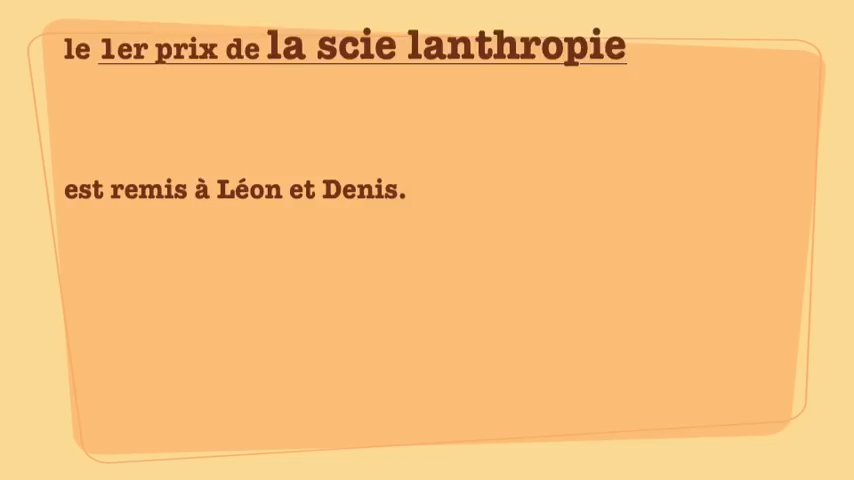 le 1er prix de la scie lanthropie
est remis à Léon et Denis.